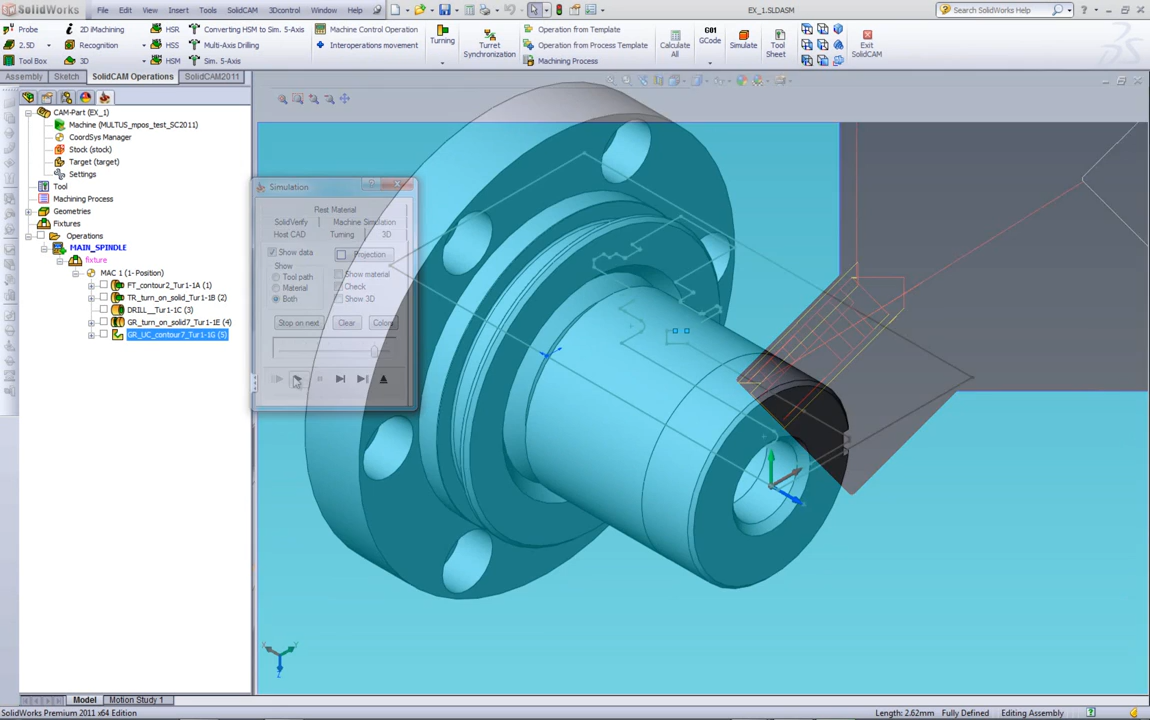 SolidWorks File Edit View Insert Tools SolidCAM 3Dcontrol Window Help EX_1.SLDASM Search SolidWorks Help
Probe 2D iMachining HSR Converting HSM to Sim. 5-Axis Machine Control Operation Operation from Template
2.5D Recognition HSS Multi-Axis Drilling Interoperations movement Turning Turret Synchronization Operation from Process Template Calculate All G01 GCode Simulate Tool Sheet Exit SolidCAM
Tool Box 3D HSM Sim. 5-Axis Machine Process
Assembly Sketch SolidCAM Operations SolidCAM2011
CAM-Part (EX_1)
Machine (MULTUS_mpos_test_SC2011)
CoordSys Manager
Stock (stock)
Target (target)
Settings
Tool
Machining Process
Geometries
Fixtures
Operations
MAIN_SPINDLE
fixture
MAC 1 (1- Position)
FT_contour2_Tur1-1A (1)
TR_turn_on_solid_Tur1-1B (2)
DRILL__Tur1-1C (3)
GR_turn_on_solid7_Tur1-1E (4)
GR_UC_contour7_Tur1-1G (5)
Simulation
Rest Material
SolidVerify Machine Simulation
Host CAD Turning 3D
Show data Projection
Show
Tool path Show material
Material Check
Both Show 3D
Stop on next Clear Colors
X Y
Z
Model Motion Study 1
SolidWorks Premium 2011 x64 Edition Length: 2.62mm Fully Defined Editing Assembly